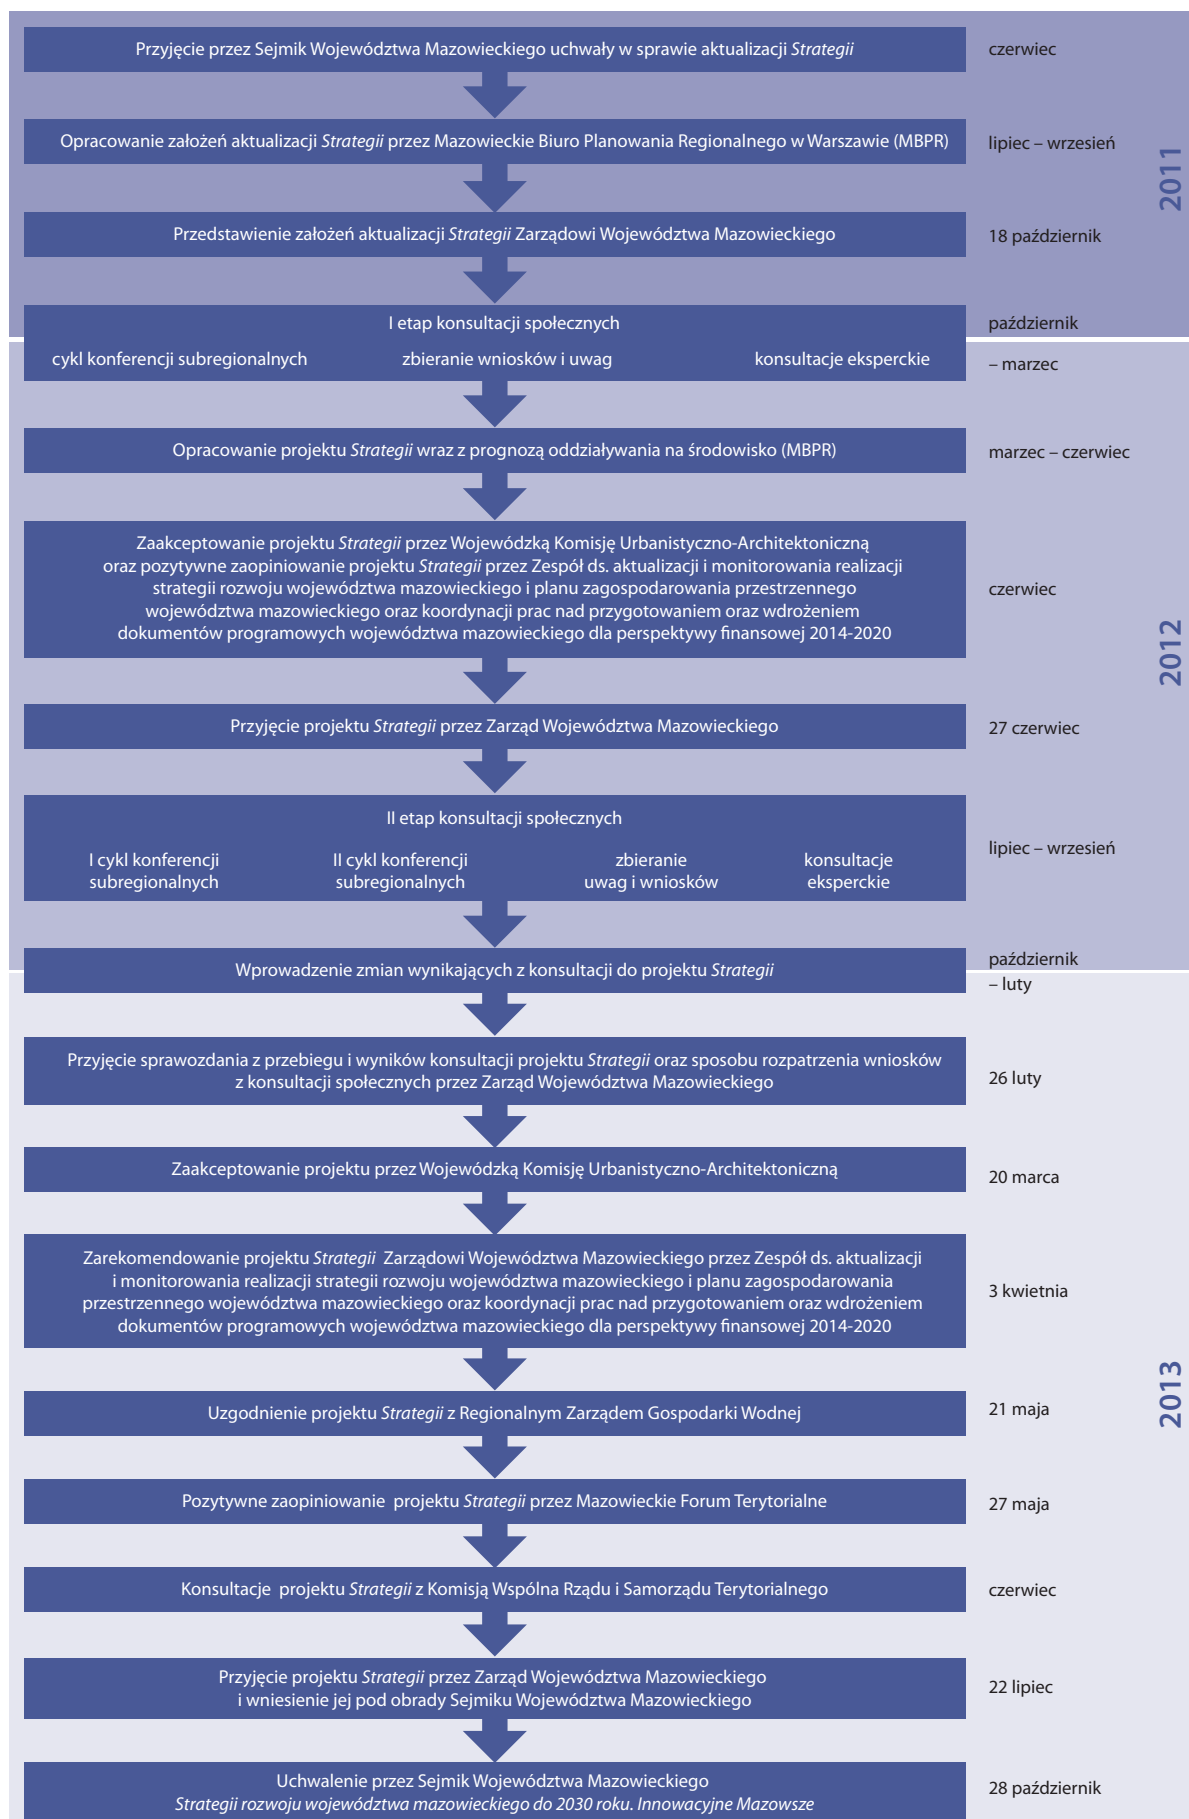 Przyjęcie przez Sejmik Województwa Mazowieckiego uchwały w sprawie aktualizacji Strategii
czerwiec
Opracowanie założeń aktualizacji Strategii przez Mazowieckie Biuro Planowania Regionalnego w Warszawie (MBPR)
lipiec – wrzesień
2011
Przedstawienie założeń aktualizacji Strategii Zarządowi Województwa Mazowieckiego
18 październik
I etap konsultacji społecznych
październik
cykl konferencji subregionalnych
zbieranie wniosków i uwag
konsultacje eksperckie
– marzec
Opracowanie projektu Strategii wraz z prognozą oddziaływania na środowisko (MBPR)
marzec – czerwiec
Zaakceptowanie projektu Strategii przez Wojewódzką Komisję Urbanistyczno-Architektoniczną
oraz pozytywne zaopiniowanie projektu Strategii przez Zespół ds. aktualizacji i monitorowania realizacji
strategii rozwoju województwa mazowieckiego i planu zagospodarowania przestrzennego
województwa mazowieckiego oraz koordynacji prac nad przygotowaniem oraz wdrożeniem
dokumentów programowych województwa mazowieckiego dla perspektywy finansowej 2014-2020
czerwiec
2012
Przyjęcie projektu Strategii przez Zarząd Województwa Mazowieckiego
27 czerwiec
II etap konsultacji społecznych
I cykl konferencji
subregionalnych
II cykl konferencji
subregionalnych
zbieranie
uwag i wniosków
konsultacje
eksperckie
lipiec – wrzesień
Wprowadzenie zmian wynikających z konsultacji do projektu Strategii
październik
– luty
Przyjęcie sprawozdania z przebiegu i wyników konsultacji projektu Strategii oraz sposobu rozpatrzenia wniosków
z konsultacji społecznych przez Zarząd Województwa Mazowieckiego
26 luty
Zaakceptowanie projektu przez Wojewódzką Komisję Urbanistyczno-Architektoniczną
20 marca
Zarekomendowanie projektu Strategii Zarządowi Województwa Mazowieckiego przez Zespół ds. aktualizacji
i monitorowania realizacji strategii rozwoju województwa mazowieckiego i planu zagospodarowania
przestrzennego województwa mazowieckiego oraz koordynacji prac nad przygotowaniem oraz wdrożeniem
dokumentów programowych województwa mazowieckiego dla perspektywy finansowej 2014-2020
3 kwietnia
2013
Uzgodnienie projektu Strategii z Regionalnym Zarządem Gospodarki Wodnej
21 maja
Pozytywne zaopiniowanie projektu Strategii przez Mazowieckie Forum Terytorialne
27 maja
Konsultacje projektu Strategii z Komisją Wspólna Rządu i Samorządu Terytorialnego
czerwiec
Przyjęcie projektu Strategii przez Zarząd Województwa Mazowieckiego
i wniesienie jej pod obrady Sejmiku Województwa Mazowieckiego
22 lipiec
Uchwalenie przez Sejmik Województwa Mazowieckiego
Strategii rozwoju województwa mazowieckiego do 2030 roku. Innowacyjne Mazowsze
28 październik